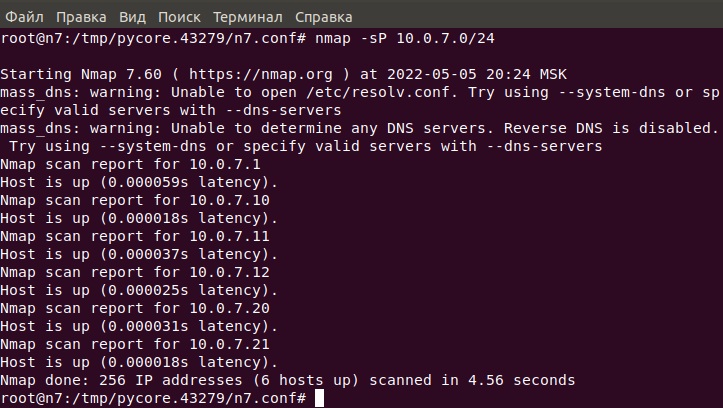 Файл Правка Вид Поиск Терминал Справка
root@n7:/tmp/pycore.43279/n7.conf# nmap -sP 10.0.7.0/24
Starting Nmap 7.60 ( https://nmap.org ) at 2022-05-05 20:24 MSK
mass_dns: warning: Unable to open /etc/resolv.conf. Try using --system-dns or sp
ecify valid servers with --dns-servers
mass_dns: warning: Unable to determine any DNS servers. Reverse DNS is disabled.
 Try using --system-dns or specify valid servers with --dns-servers
Nmap scan report for 10.0.7.1
Host is up (0.000059s latency).
Nmap scan report for 10.0.7.10
Host is up (0.000018s latency).
Nmap scan report for 10.0.7.11
Host is up (0.000037s latency).
Nmap scan report for 10.0.7.12
Host is up (0.000025s latency).
Nmap scan report for 10.0.7.20
Host is up (0.000031s latency).
Nmap scan report for 10.0.7.21
Host is up (0.000018s latency).
Nmap done: 256 IP addresses (6 hosts up) scanned in 4.56 seconds
root@n7:/tmp/pycore.43279/n7.conf#